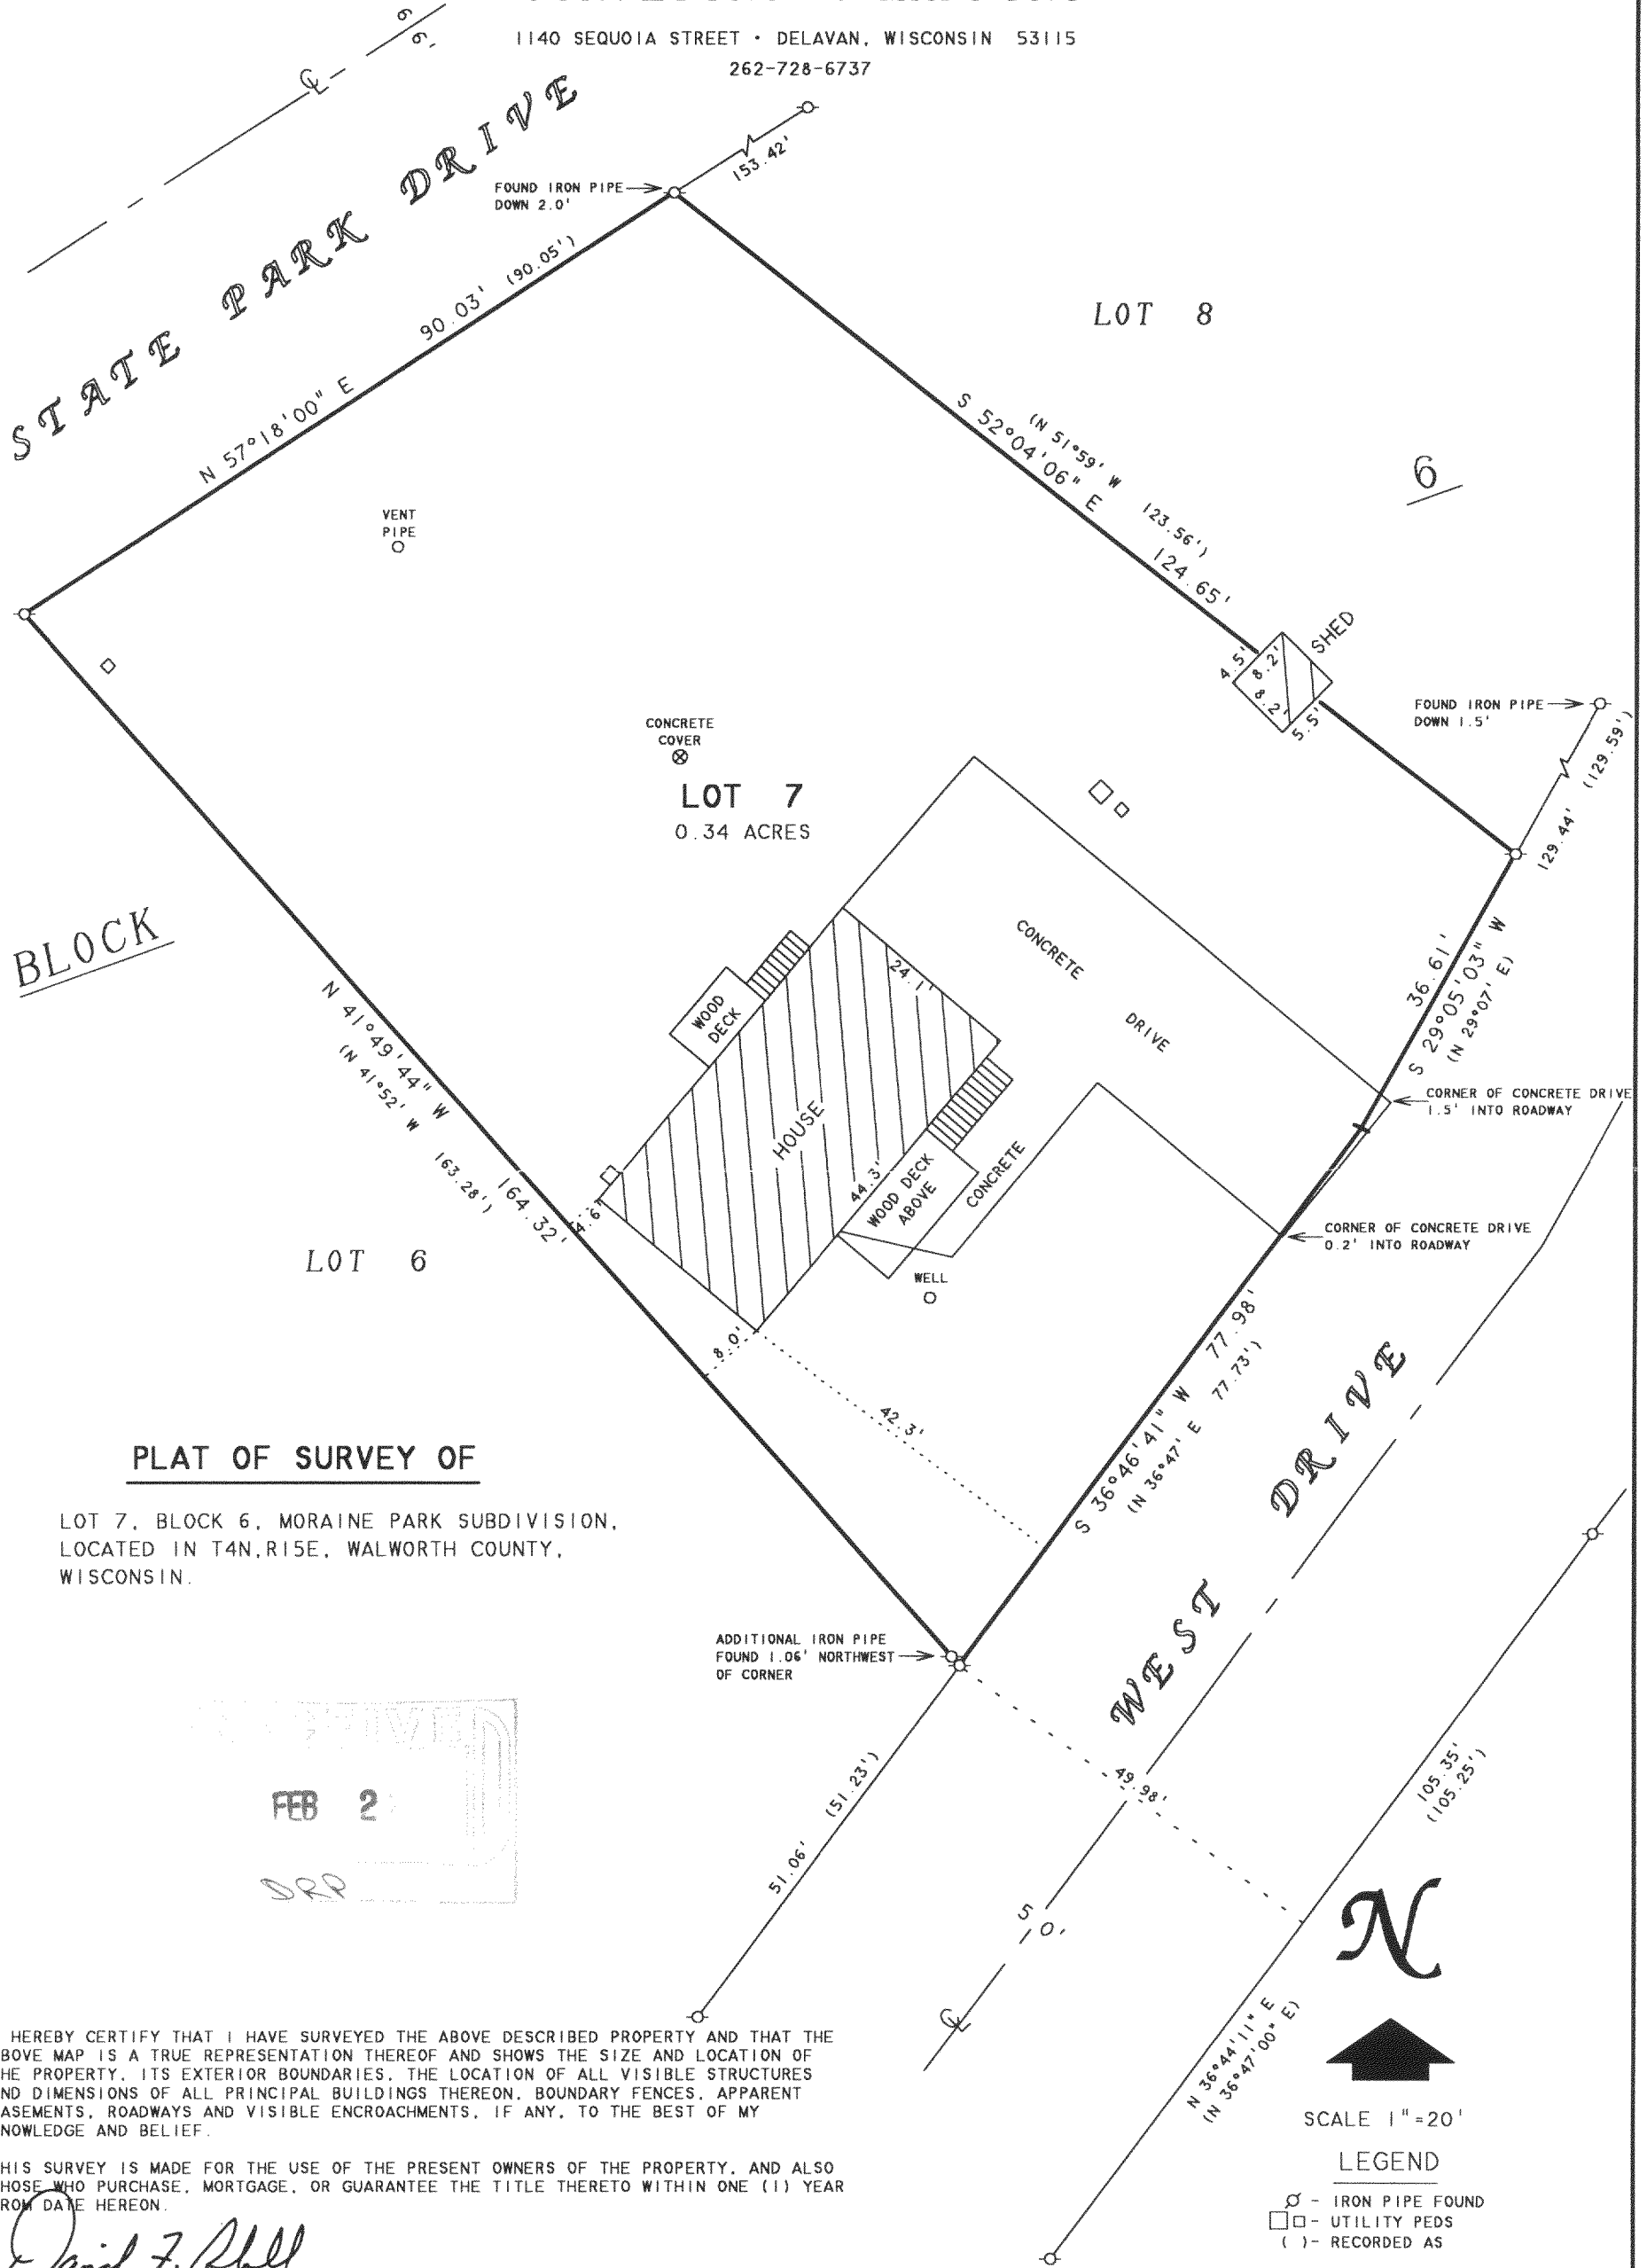 1140 SEQUOIA STREET • DELAVAN, WISCONSIN 53115
262-728-6737
66'
℄
STATE PARK DRIVE
FOUND IRON PIPE
DOWN 2.0'
153.42'
N 57°18'00" E
90.03' (90.05')
LOT 8
6
S 52°04'06" E
124.65'
(N 51°59' W
123.56')
VENT
PIPE
SHED
4.5'
8.2'
8.2'
5.5'
FOUND IRON PIPE
DOWN 1.5'
129.44' (129.59')
CONCRETE
COVER
LOT 7
0.34 ACRES
BLOCK
CONCRETE
DRIVE
24.1'
WOOD
DECK
HOUSE
44.3'
WOOD DECK
ABOVE
CONCRETE
36.61'
S 29°05'03" W
(N 29°07' E)
CORNER OF CONCRETE DRIVE
1.5' INTO ROADWAY
N 41°49'44" W
164.32'
(N 41°52' W
163.28')
4.6'
LOT 6
CORNER OF CONCRETE DRIVE
0.2' INTO ROADWAY
WELL
8.0'
42.3'
S 36°46'41" W 77.98'
(N 36°47' E 77.73')
WEST DRIVE
PLAT OF SURVEY OF
LOT 7, BLOCK 6, MORAINE PARK SUBDIVISION,
LOCATED IN T4N,R15E, WALWORTH COUNTY,
WISCONSIN.
ADDITIONAL IRON PIPE
FOUND 1.06' NORTHWEST
OF CORNER
FEB 2
DRP
51.06' (51.23')
49.98'
105.35'
(105.25')
50'
℄
N
N 36°44'11" E
(N 36°47'00" E)
SCALE 1"=20'
LEGEND
- IRON PIPE FOUND
- UTILITY PEDS
( )- RECORDED AS
HEREBY CERTIFY THAT I HAVE SURVEYED THE ABOVE DESCRIBED PROPERTY AND THAT THE
BOVE MAP IS A TRUE REPRESENTATION THEREOF AND SHOWS THE SIZE AND LOCATION OF
HE PROPERTY, ITS EXTERIOR BOUNDARIES, THE LOCATION OF ALL VISIBLE STRUCTURES
ND DIMENSIONS OF ALL PRINCIPAL BUILDINGS THEREON, BOUNDARY FENCES, APPARENT
ASEMENTS, ROADWAYS AND VISIBLE ENCROACHMENTS, IF ANY, TO THE BEST OF MY
NOWLEDGE AND BELIEF.
HIS SURVEY IS MADE FOR THE USE OF THE PRESENT OWNERS OF THE PROPERTY, AND ALSO
HOSE WHO PURCHASE, MORTGAGE, OR GUARANTEE THE TITLE THERETO WITHIN ONE (1) YEAR
ROM DATE HEREON.